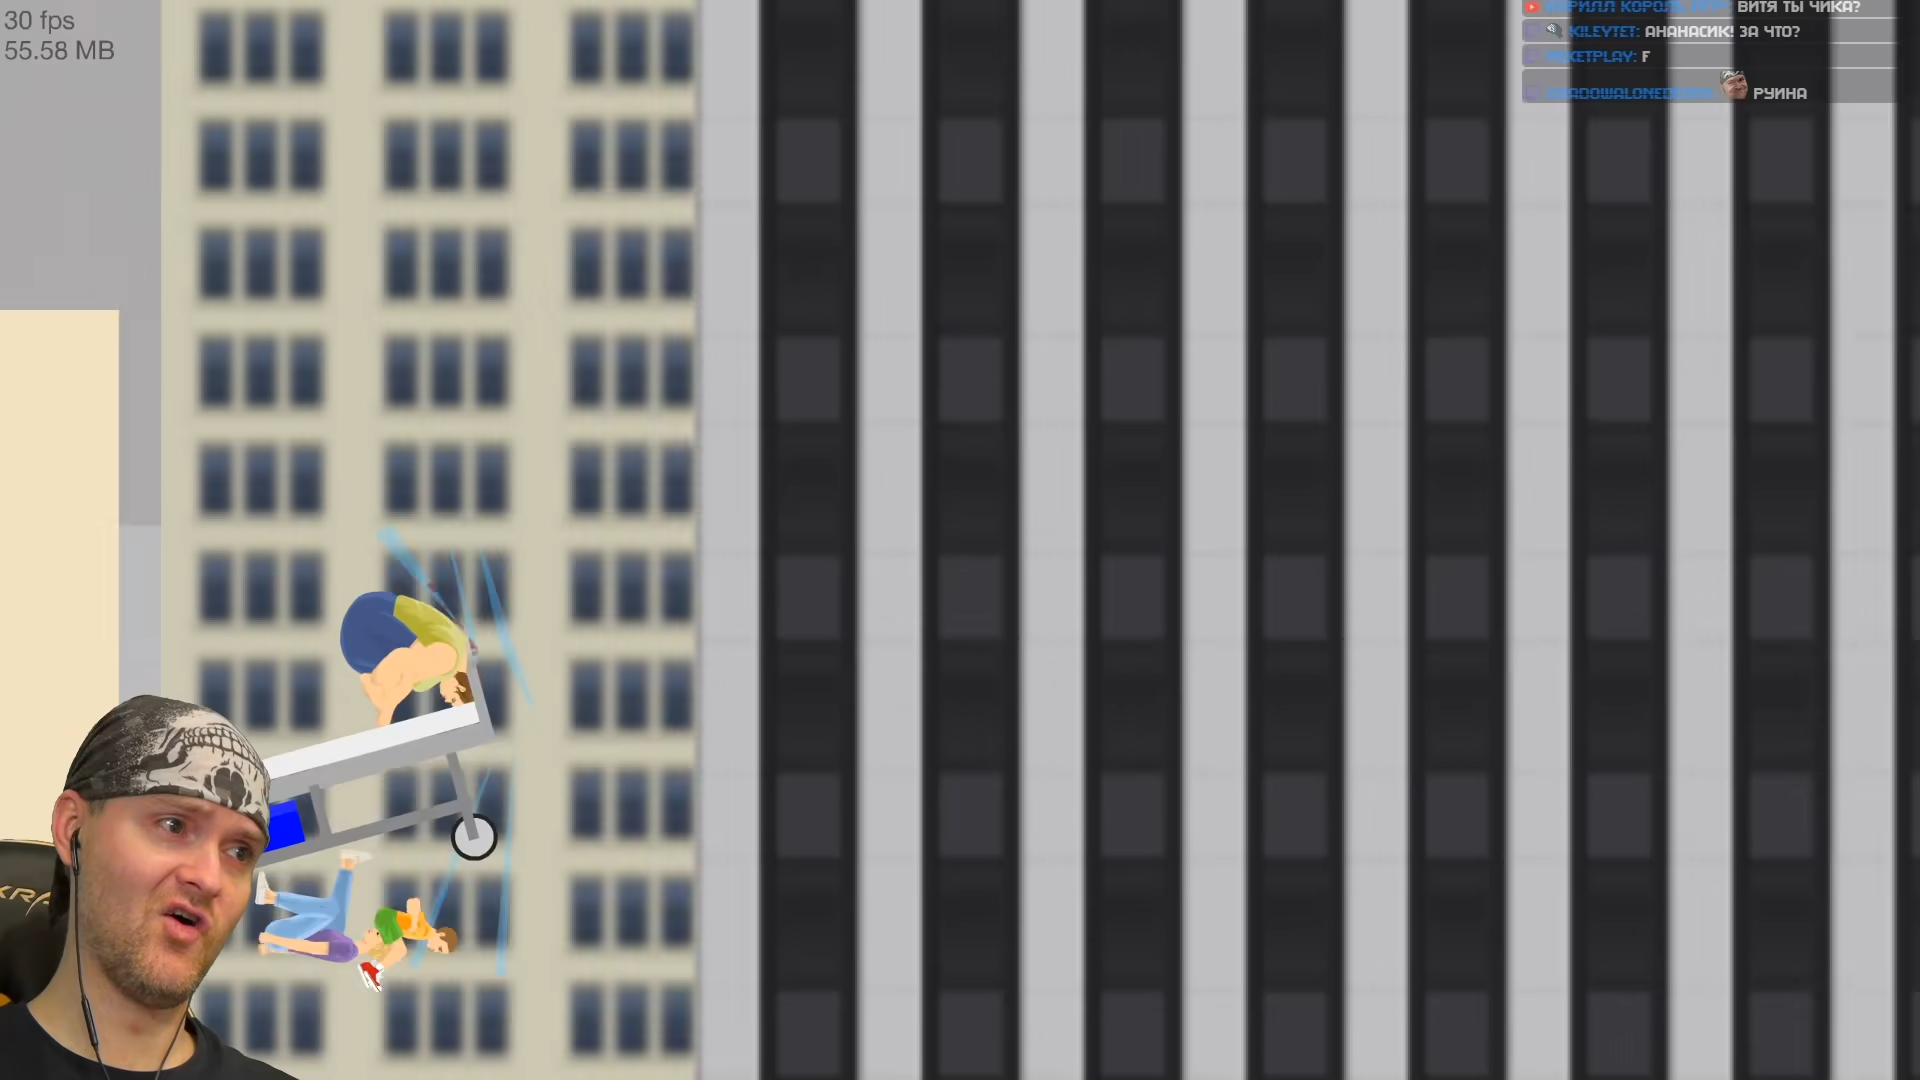 30 fps
55.58 MB
ВИТЯ ТЫ ЧИКА?
KILEYTET: АНАНАСИК! ЗА ЧТО?
F
РУИНА